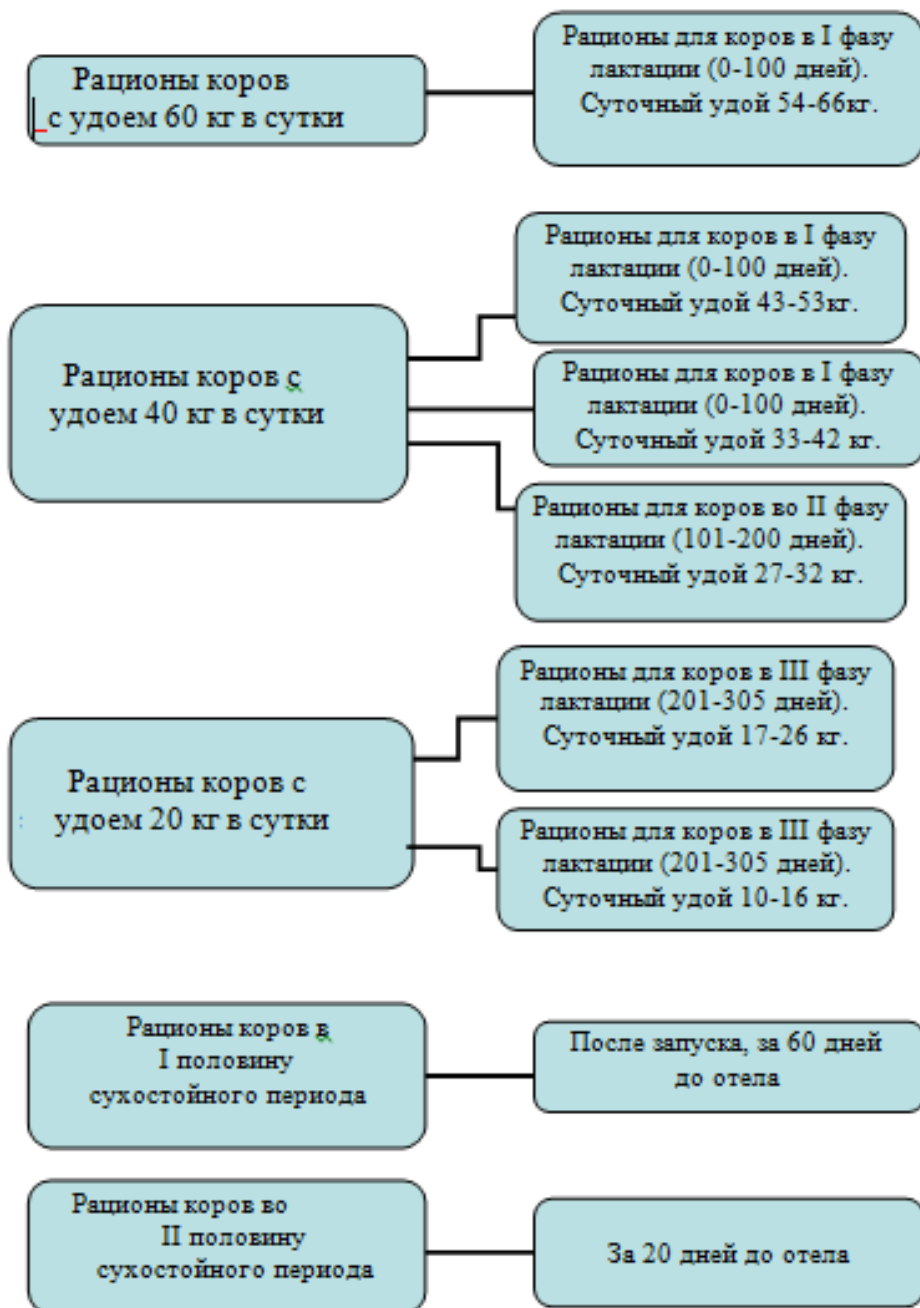 Рационы коров
с удоем 60 кг в сутки
Рационы для коров в I фазу
лактации (0-100 дней).
Суточный удой 54-66кг.
Рационы коров с
удоем 40 кг в сутки
Рационы для коров в I фазу
лактации (0-100 дней).
Суточный удой 43-53кг.
Рационы для коров в I фазу
лактации (0-100 дней).
Суточный удой 33-42 кг.
Рационы для коров во II фазу
лактации (101-200 дней).
Суточный удой 27-32 кг.
Рационы коров с
удоем 20 кг в сутки
Рационы для коров в III фазу
лактации (201-305 дней).
Суточный удой 17-26 кг.
Рационы для коров в III фазу
лактации (201-305 дней).
Суточный удой 10-16 кг.
Рационы коров в
I половину
сухостойного периода
После запуска, за 60 дней
до отела
Рационы коров во
II половину
сухостойного периода
За 20 дней до отела